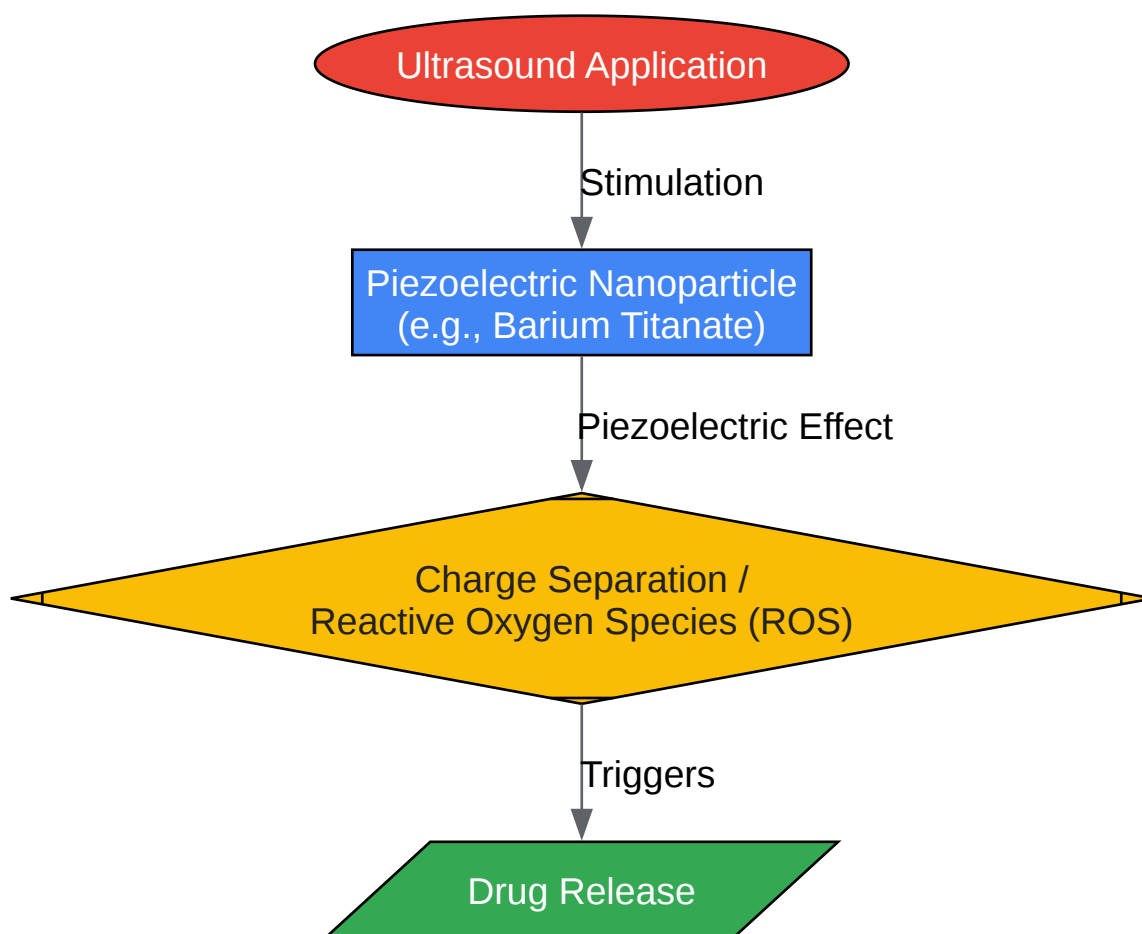 Ultrasound Application
Stimulation
Piezoelectric Nanoparticle
(e.g., Barium Titanate)
Piezoelectric Effect
Charge Separation /
Reactive Oxygen Species (ROS)
Triggers
Drug Release